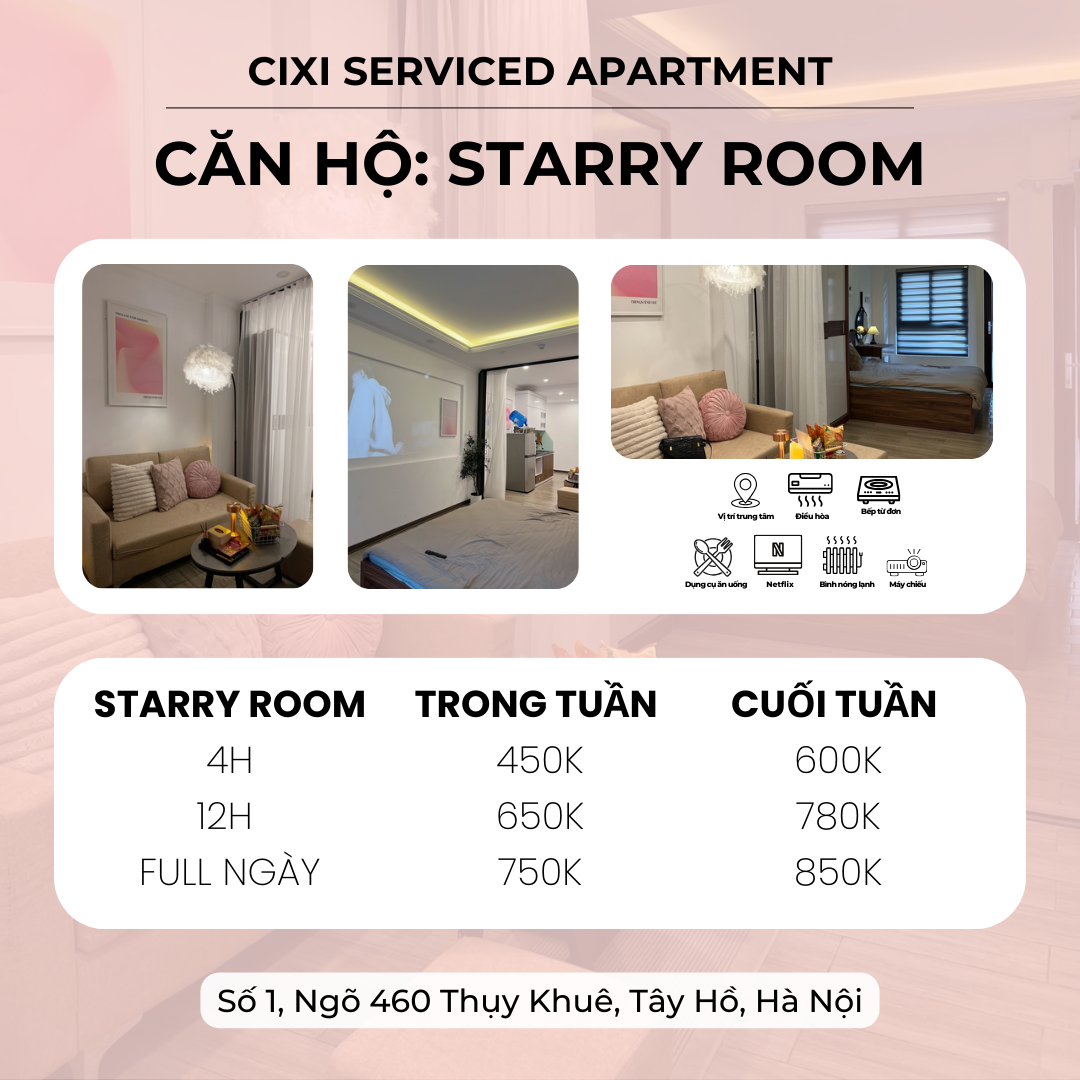 CIXI SERVICED APARTMENT
CĂN HỘ: STARRY ROOM
Vị trí trung tâm
Điều hòa
Bếp từ đơn
Dụng cụ ăn uống
N
Netflix
Bình nóng lạnh
Máy chiếu
STARRY ROOM TRONG TUẦN CUỐI TUẦN
4H 450K 600K
12H 650K 780K
FULL NGÀY 750K 850K
Số 1, Ngõ 460 Thụy Khuê, Tây Hồ, Hà Nội